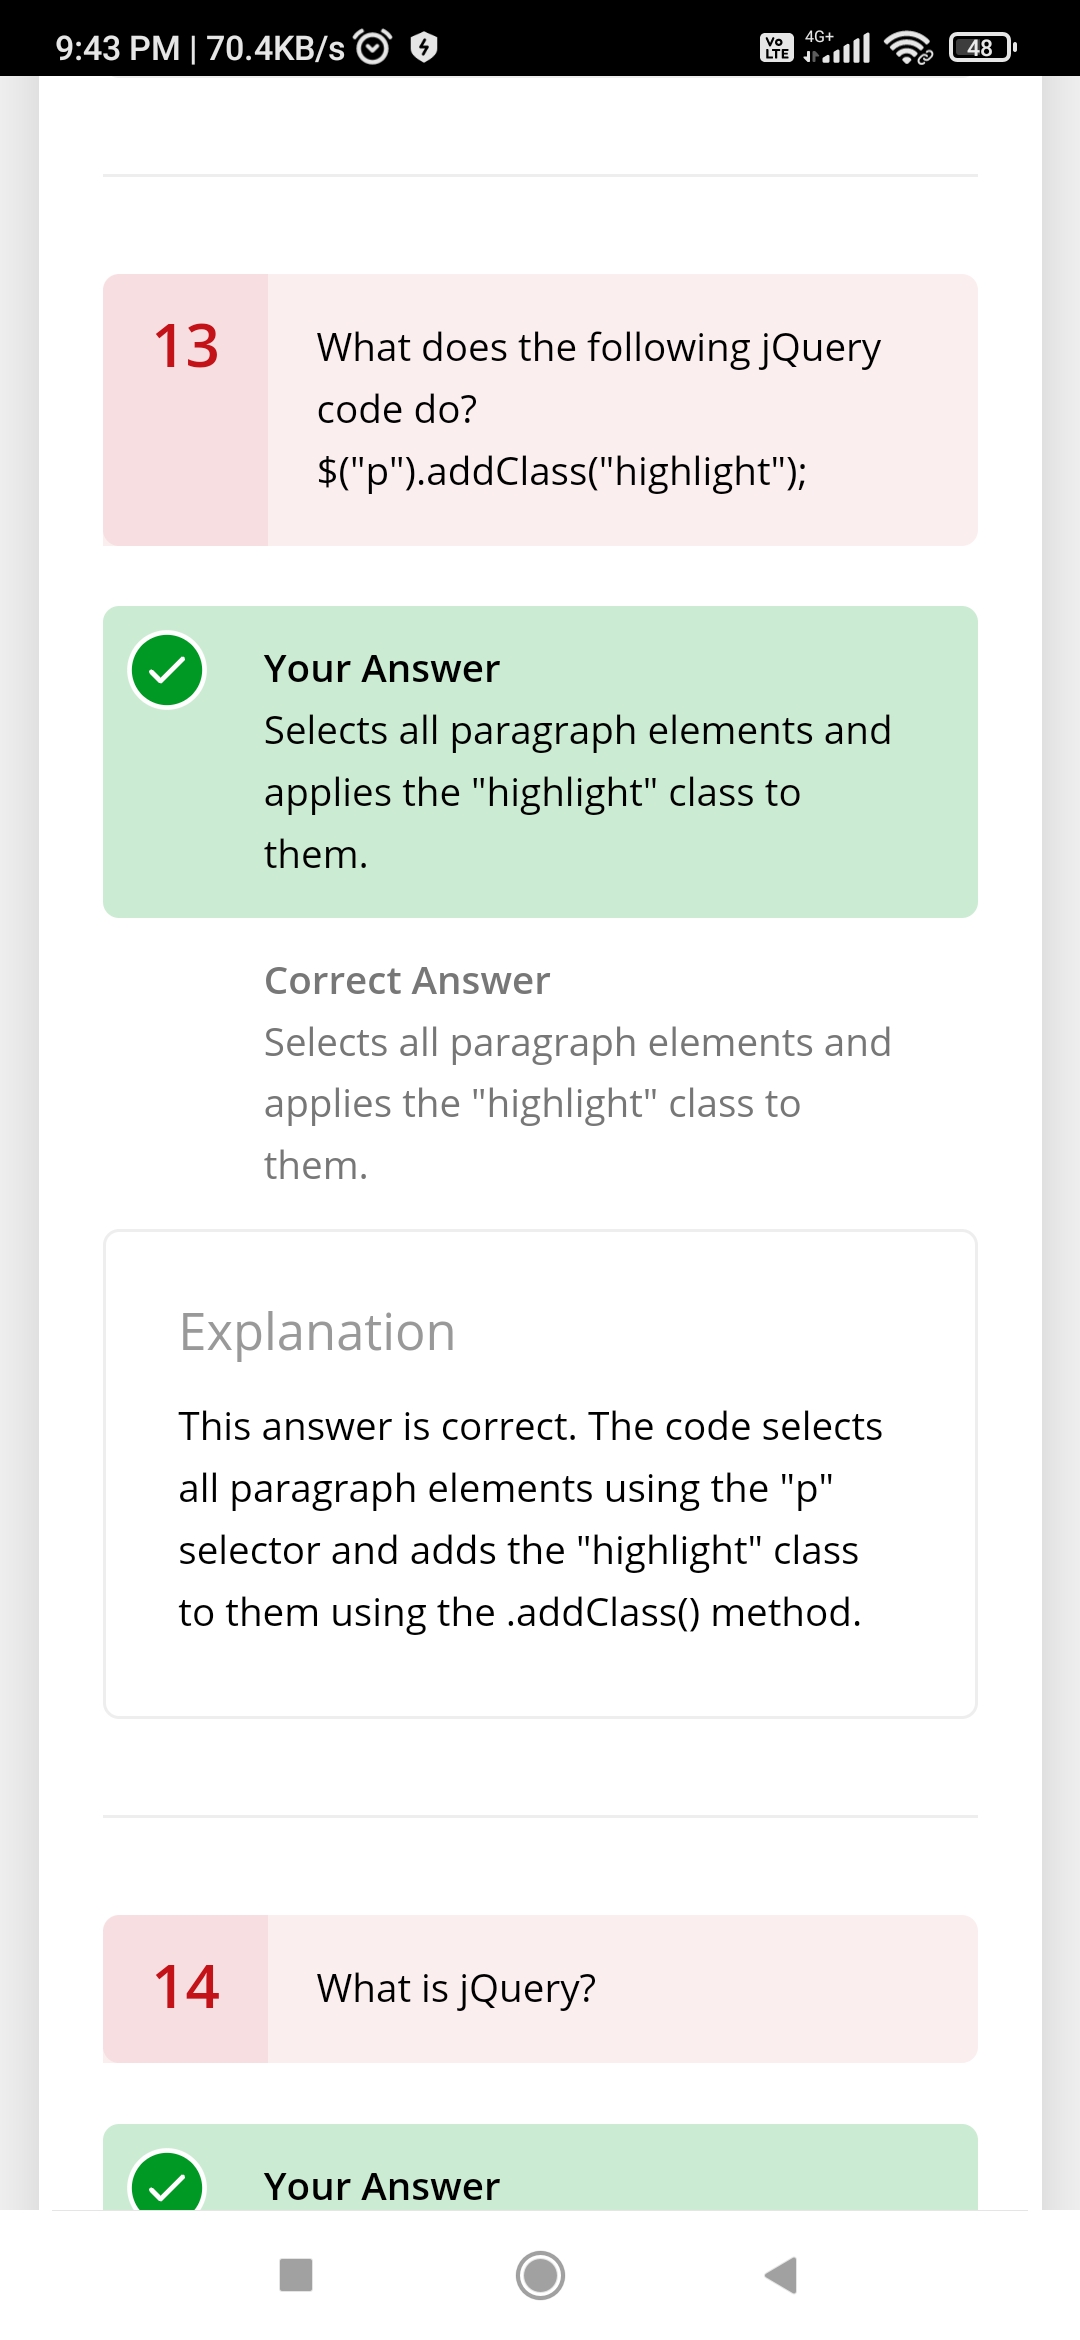 9:43 PM | 70.4KB/s
Vo LTE 4G+ 48
13
What does the following jQuery
code do?
$("p").addClass("highlight");
Your Answer
Selects all paragraph elements and
applies the "highlight" class to
them.
Correct Answer
Selects all paragraph elements and
applies the "highlight" class to
them.
Explanation
This answer is correct. The code selects
all paragraph elements using the "p"
selector and adds the "highlight" class
to them using the .addClass() method.
14
What is jQuery?
Your Answer